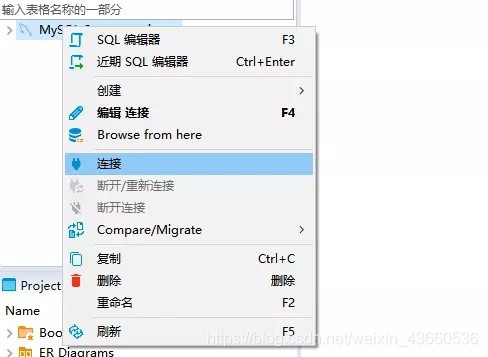 输入表格名称的一部分
SQL 编辑器 F3
近期 SQL 编辑器 Ctrl+Enter
创建
编辑 连接 F4
Browse from here
连接
断开/重新连接
断开连接
Compare/Migrate
复制 Ctrl+C
删除 删除
重命名 F2
刷新 F5
Project
Name
Boo
ER Diagrams
https://blog.csdn.net/weixin_43660536